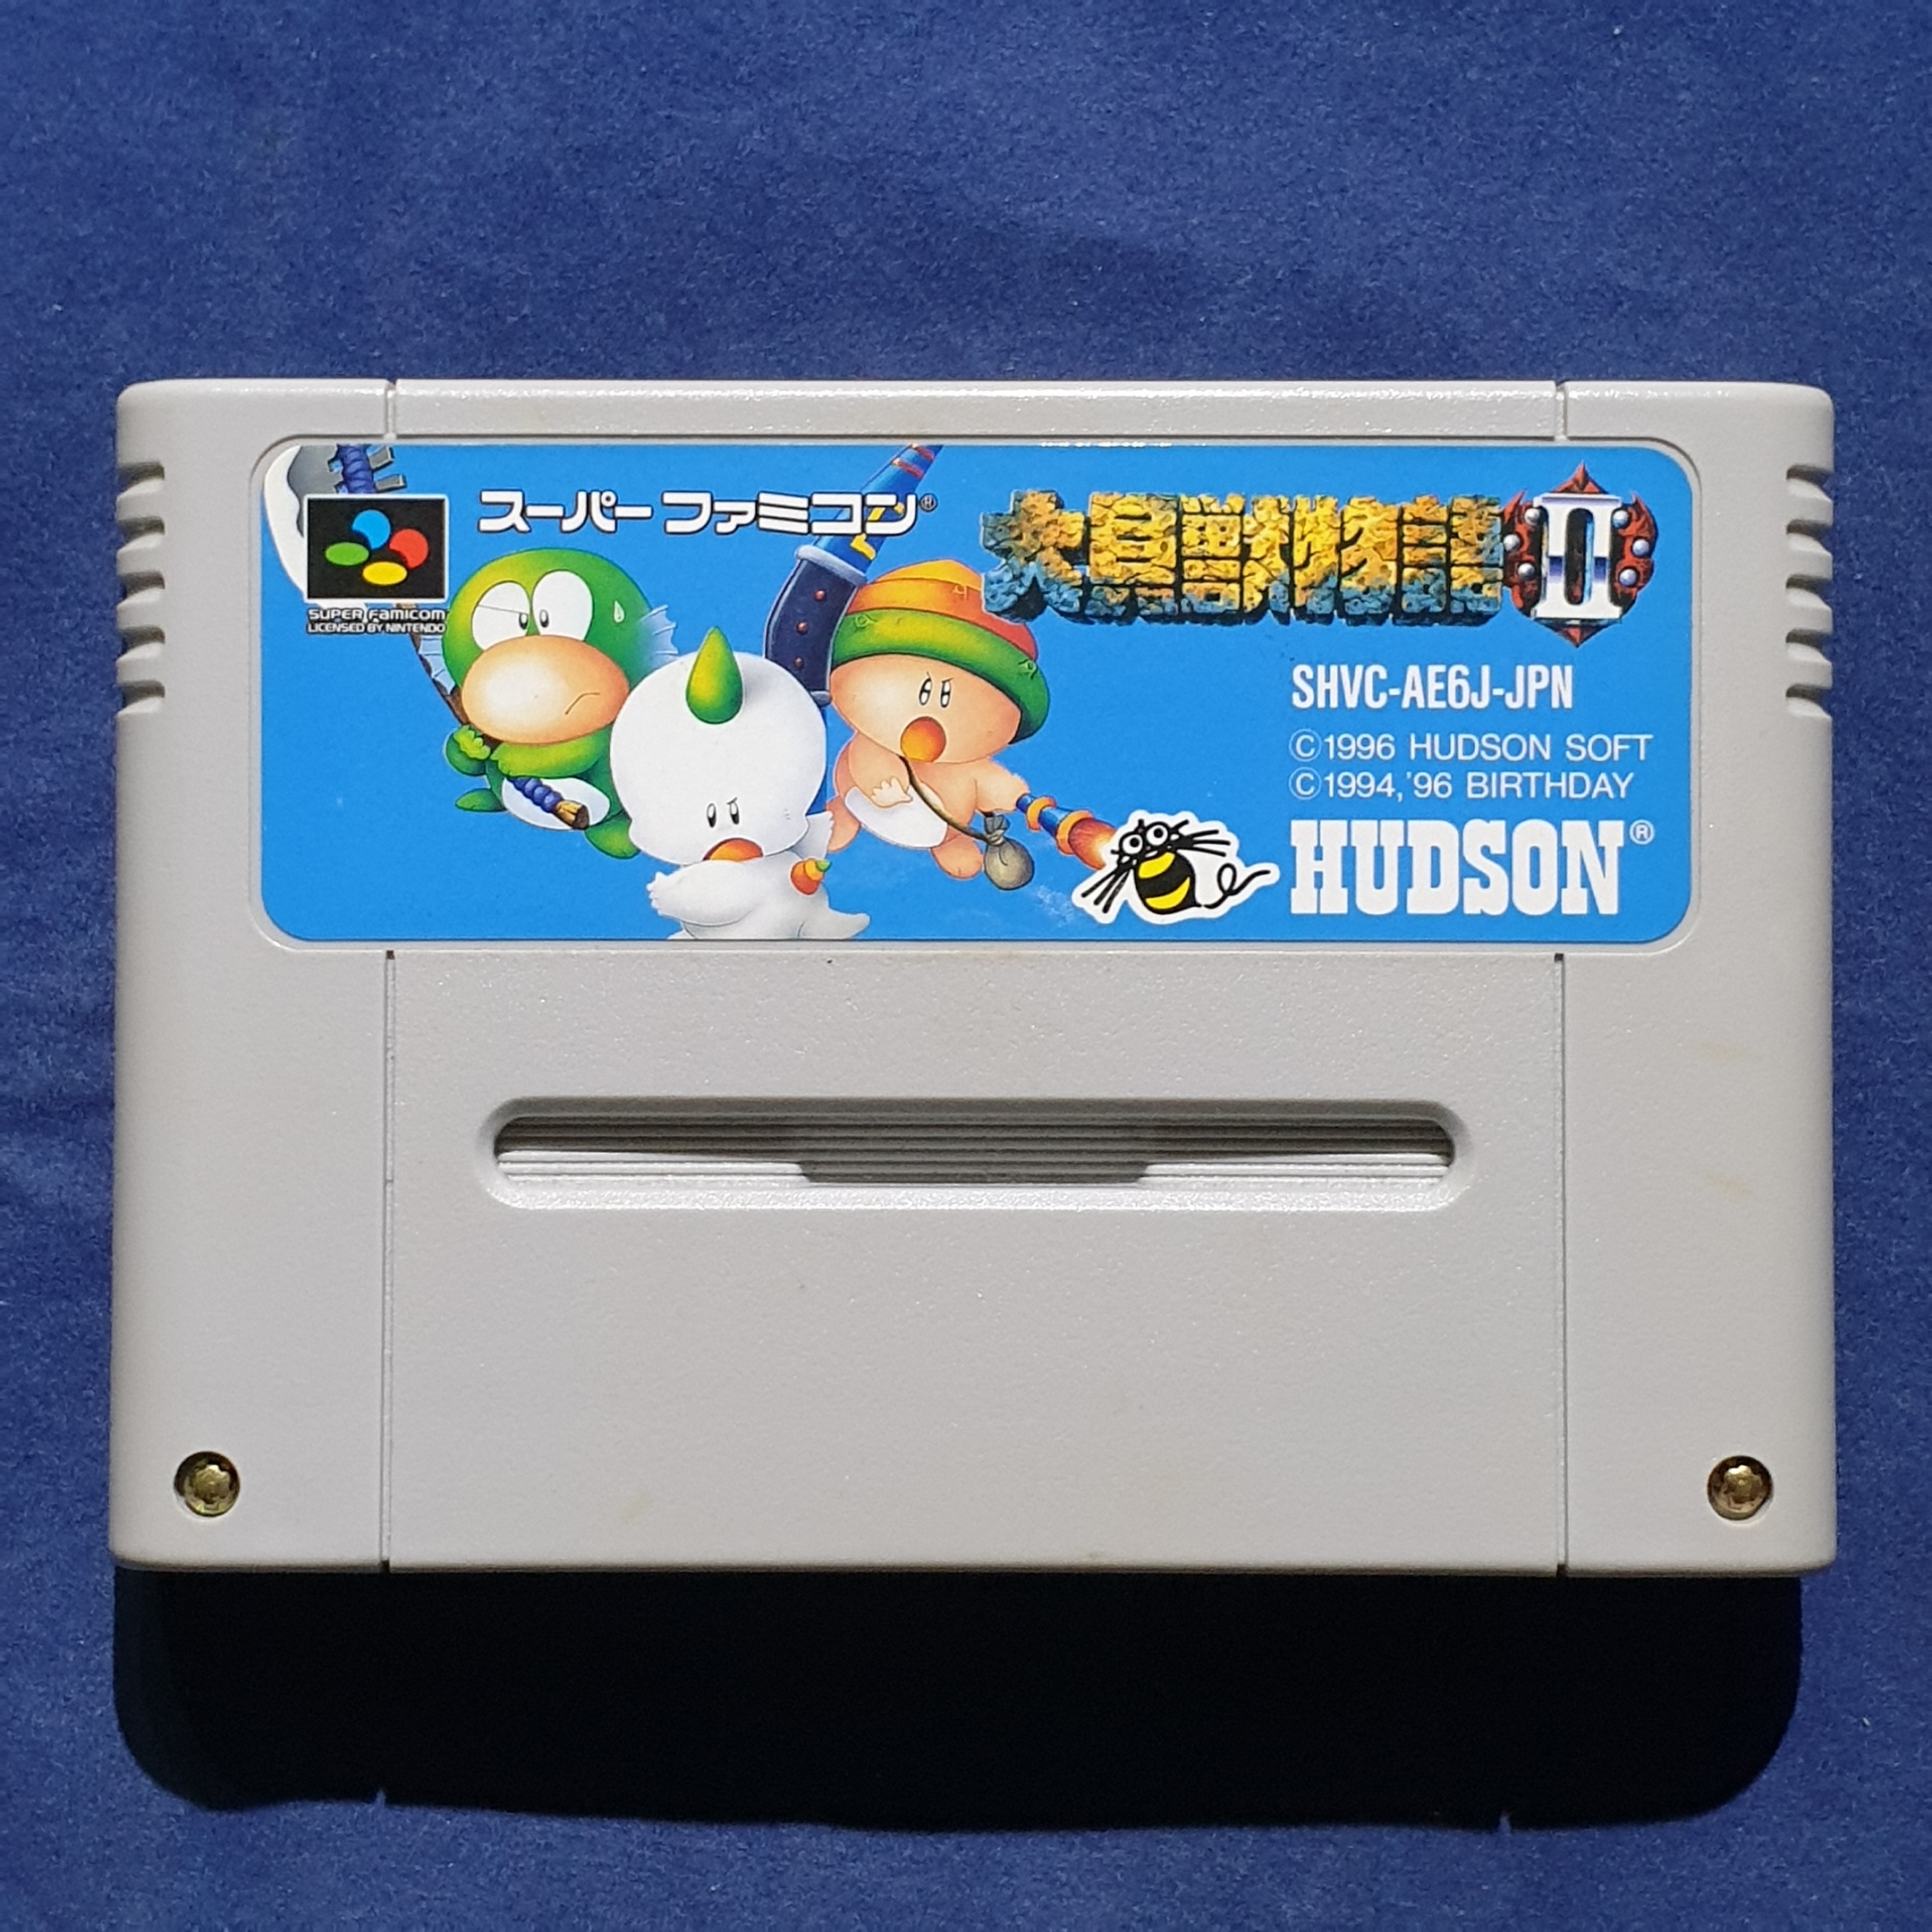 スーパーファミコン®
大貝獣物語II
SUPER FAMICOM
LICENSED BY NINTENDO
SHVC-AE6J-JPN
©1996 HUDSON SOFT
©1994,'96 BIRTHDAY
HUDSON®